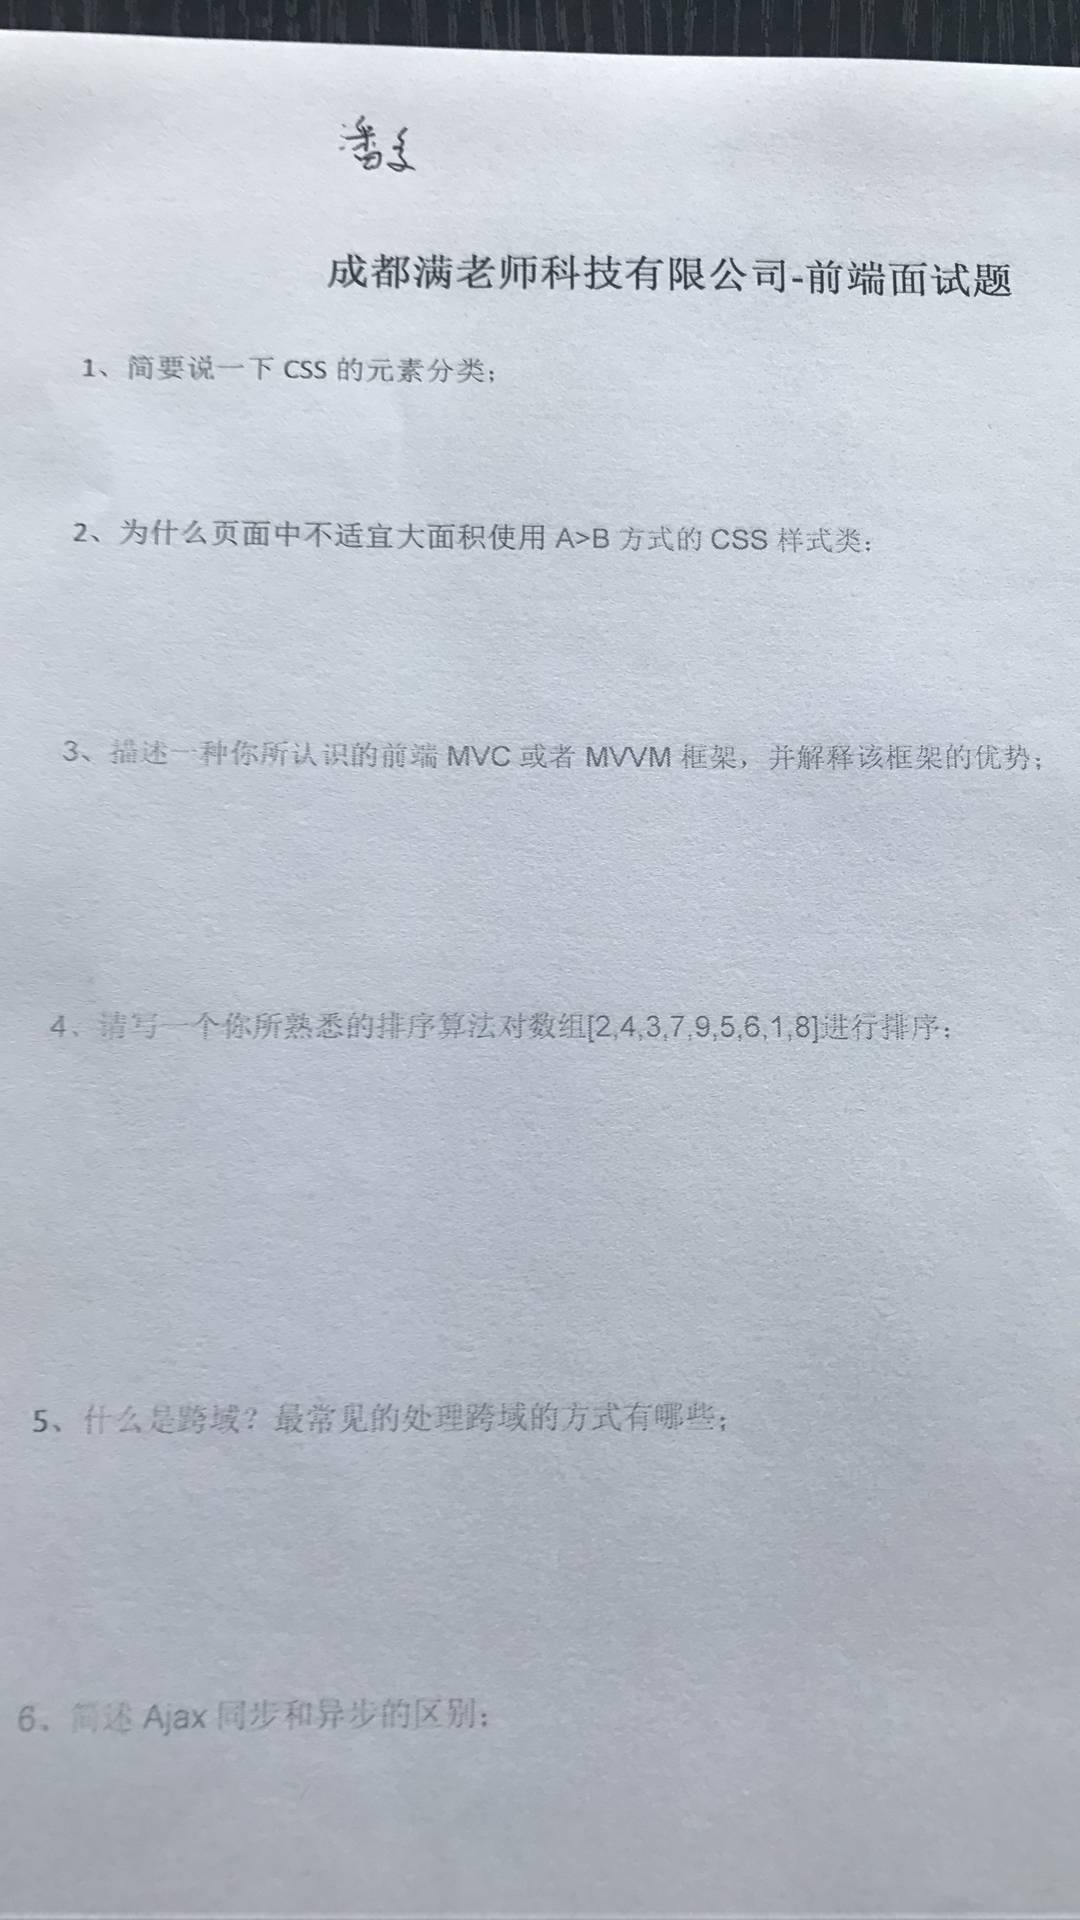 潘
成都满老师科技有限公司-前端面试题
1、简要说一下 CSS 的元素分类;
2、为什么页面中不适宜大面积使用 A>B 方式的 CSS 样式类;
3、描述一种你所认识的前端 MVC 或者 MVVM 框架，并解释该框架的优势;
4、请写一个你所熟悉的排序算法对数组[2,4,3,7,9,5,6,1,8]进行排序;
5、什么是跨域？最常见的处理跨域的方式有哪些;
6、简述 Ajax 同步和异步的区别;